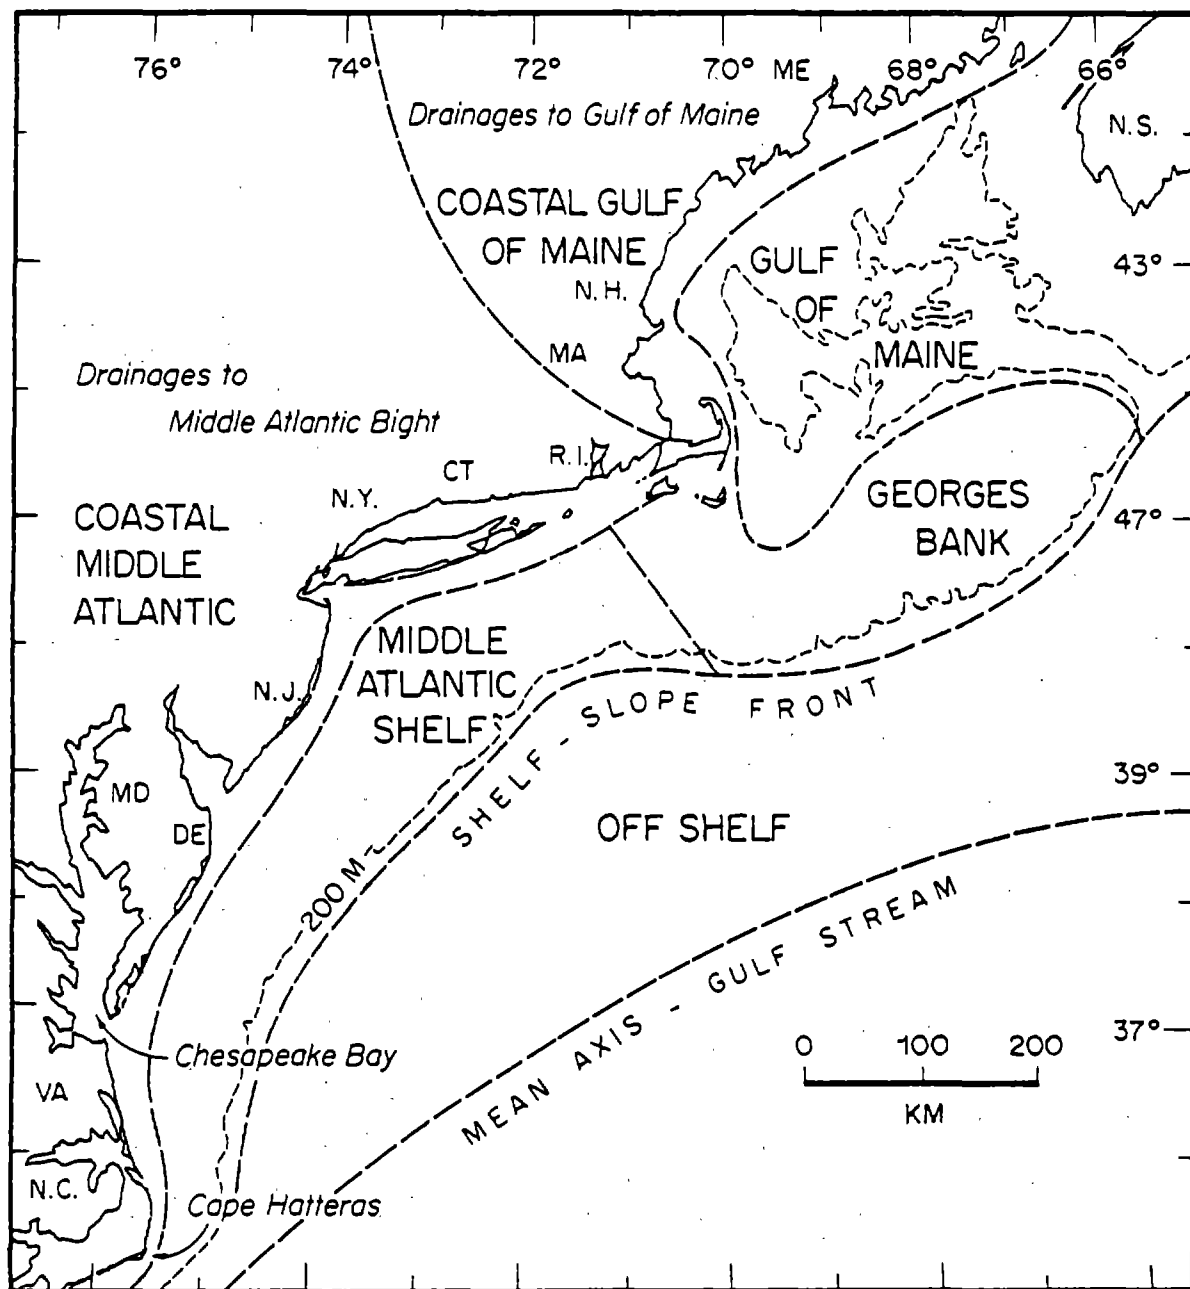 76°
74°
72°
70°
ME
68°
66°
Drainages to Gulf of Maine
N.S.
COASTAL GULF
OF MAINE
N.H.
GULF
OF
MAINE
43°
MA
Drainages to
Middle Atlantic Bight
R.I.
CT
N.Y.
GEORGES
BANK
47°
COASTAL
MIDDLE
ATLANTIC
MIDDLE
ATLANTIC
SHELF
N.J.
SHELF - SLOPE FRONT
MD
DE
39°
OFF SHELF
200 M
MEAN AXIS - GULF STREAM
37°
Chesapeake Bay
0 100 200
KM
VA
N.C.
Cape Hatteras